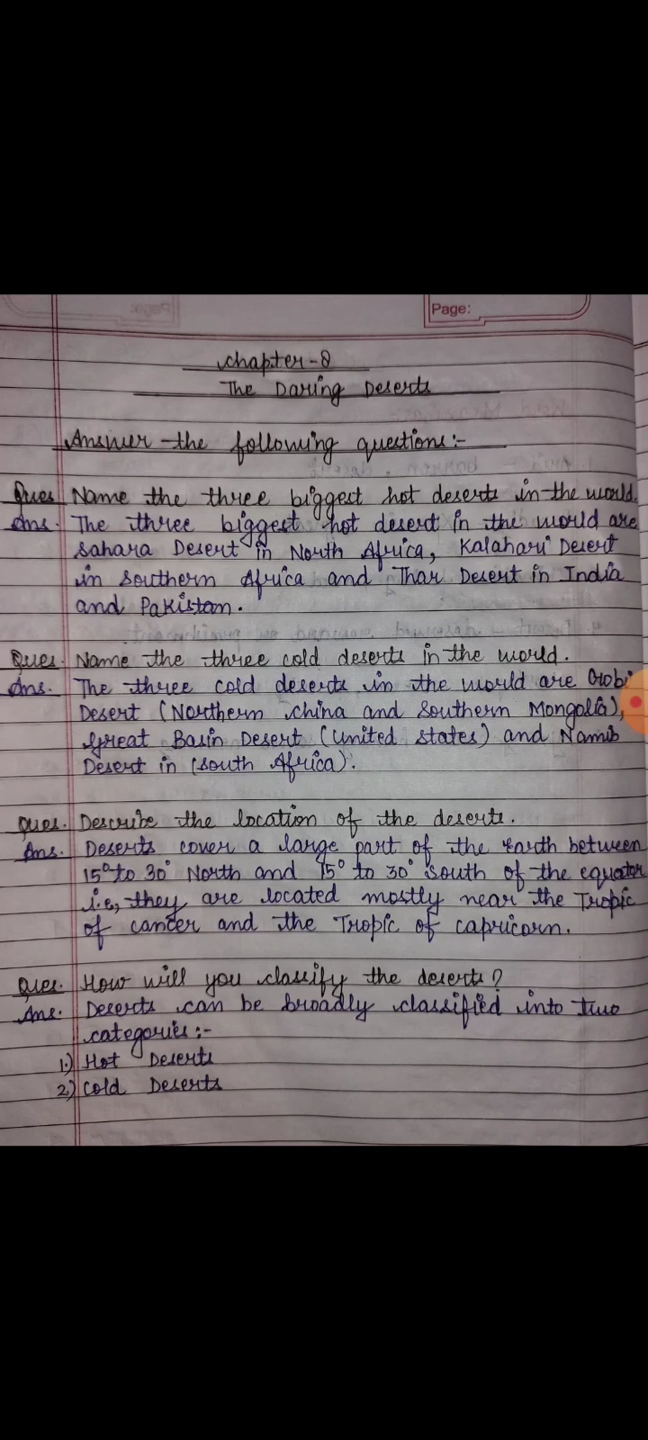 Page:
Chapter-8
The Daring Deserts
Answer the following questions:-
Ques. Name the three biggest hot deserts in the world.
Ans. The three biggest hot desert in the world are
Sahara Desert in North Africa, Kalahari Desert
in Southern Africa and Thar Desert in India
and Pakistan.
Ques. Name the three cold deserts in the world.
Ans. The three cold deserts in the world are Gobi
Desert (Northern China and Southern Mongolia),
Great Basin Desert (United States) and Namib
Desert in (South Africa).
Ques. Describe the location of the deserts.
Ans. Deserts cover a large part of the Earth between
15° to 30° North and 15° to 30° South of the equator
i.e, they are located mostly near the Tropic
of cancer and the Tropic of capricorn.
Ques. How will you classify the deserts?
Ans. Deserts can be broadly classified into two
categories:-
1.) Hot Deserts
2.) Cold Deserts